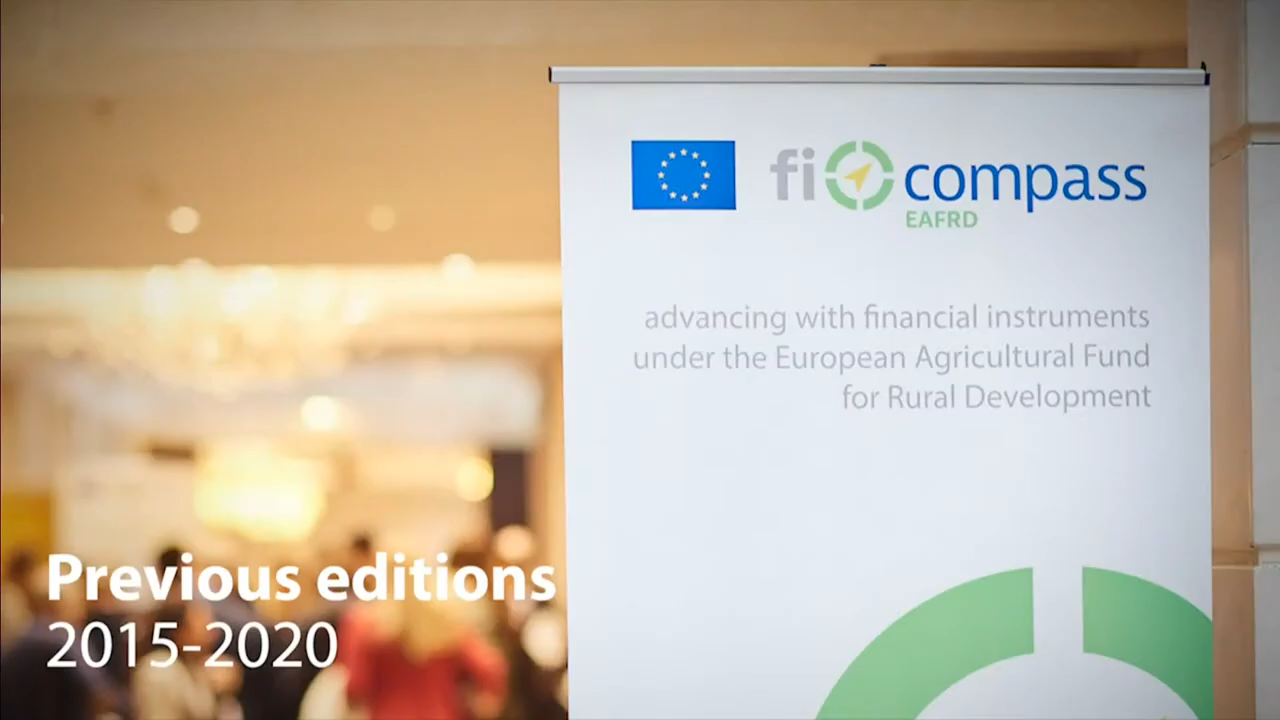 fi compass
EAFRD
advancing with financial instruments
under the European Agricultural Fund
for Rural Development
Previous editions
2015-2020